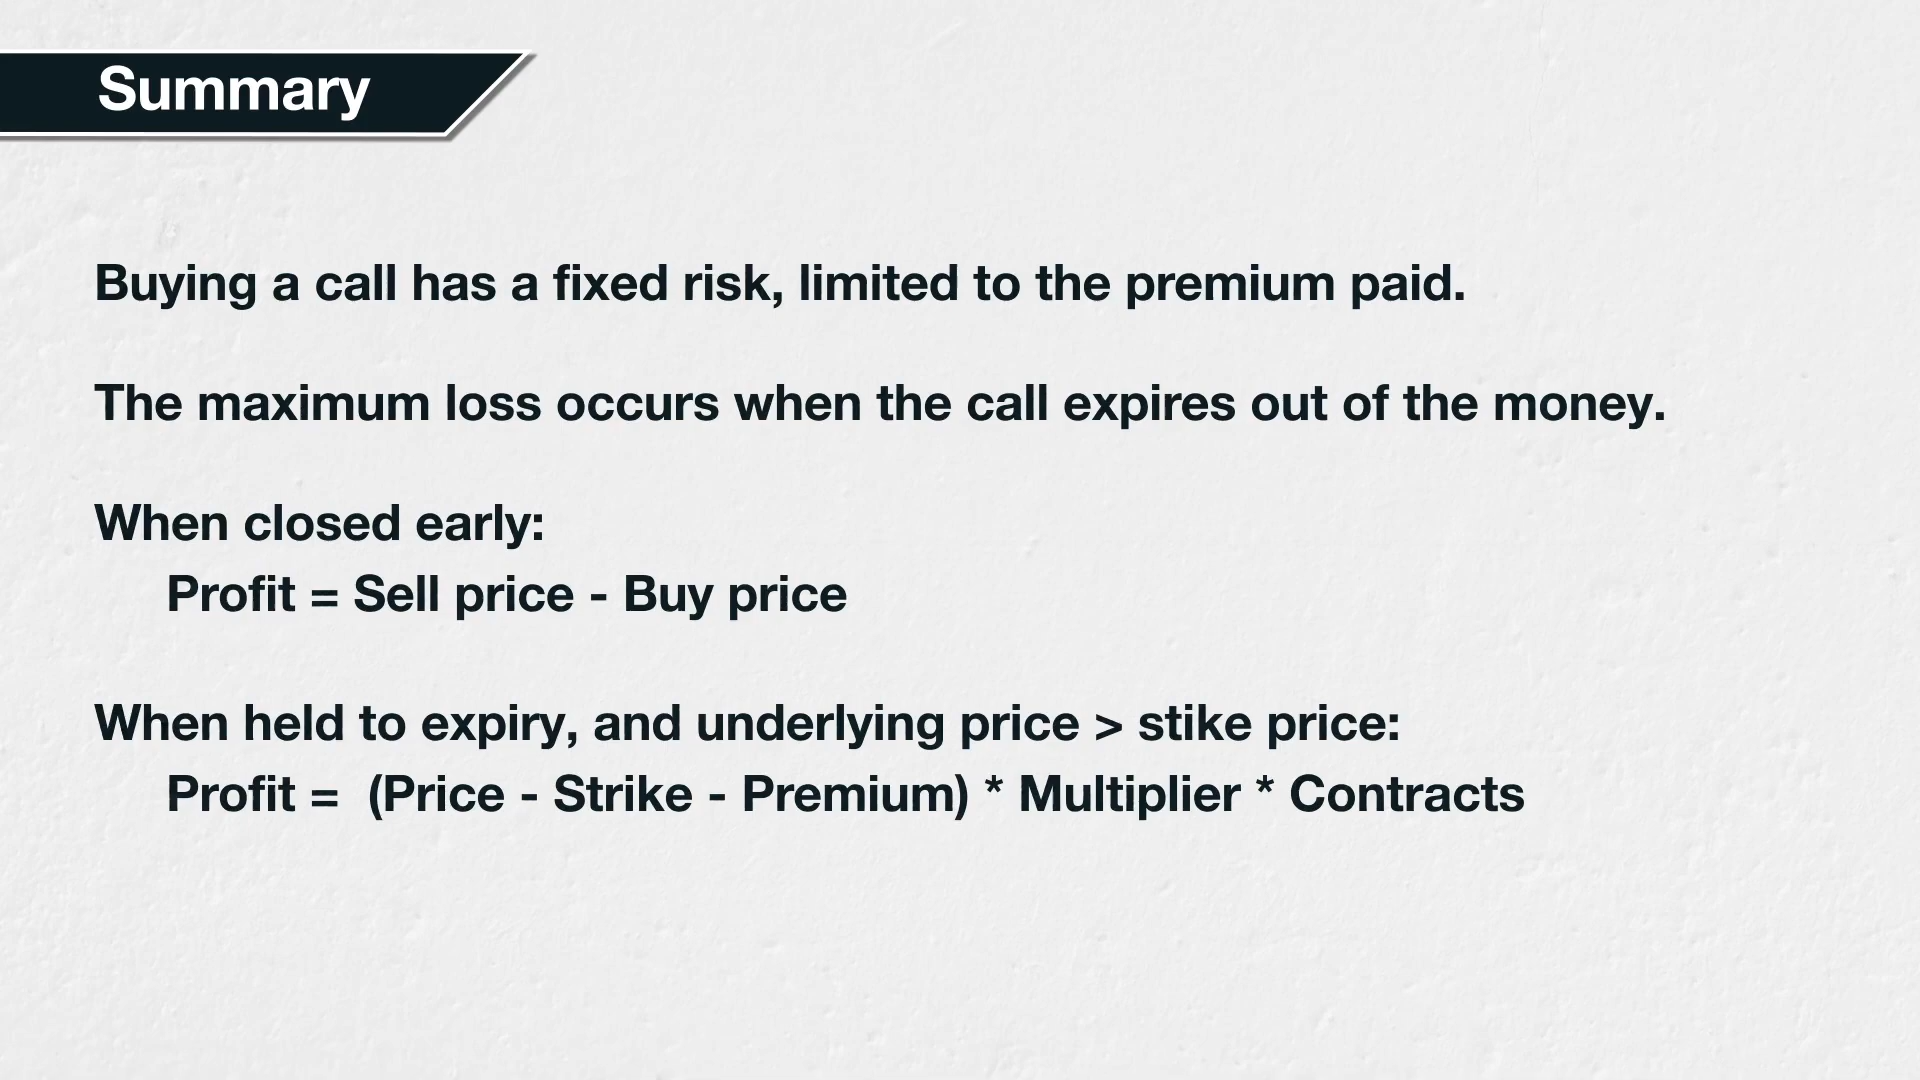 Summary
Buying a call has a fixed risk, limited to the premium paid.
The maximum loss occurs when the call expires out of the money.
When closed early:
Profit = Sell price - Buy price
When held to expiry, and underlying price > stike price:
Profit =  (Price - Strike - Premium) * Multiplier * Contracts